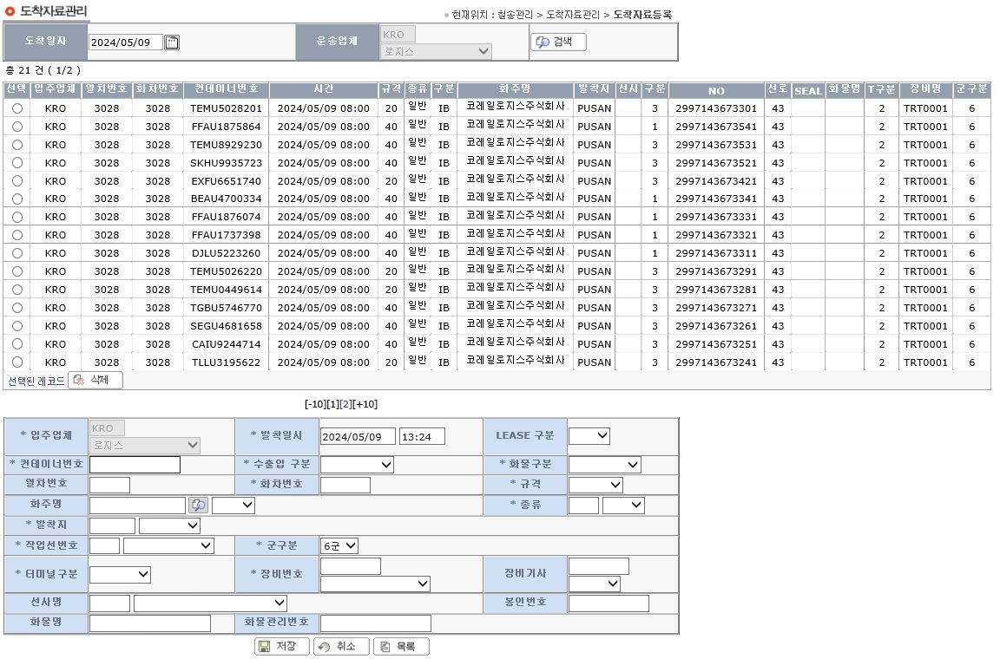 도착자료관리
현재위치 : 철송관리 > 도착자료관리 > 도착자료등록
도착일자 2024/05/09 운송업체 KRO 로지스 검색
총 21 건 ( 1/2 )
선택 입주업체 열차번호 화차번호 컨테이너번호 시간 규격 종류 구분 화주명 발착지 선사 구분 NO 선로 SEAL 화물명 T구분 장비명 군구분
KRO 3028 3028 TEMU5028201 2024/05/09 08:00 20 일반 IB 코레일로지스주식회사 PUSAN 3 2997143673301 43 2 TRT0001 6
KRO 3028 3028 FFAU1875864 2024/05/09 08:00 40 일반 IB 코레일로지스주식회사 PUSAN 1 2997143673541 43 2 TRT0001 6
KRO 3028 3028 TEMU8929230 2024/05/09 08:00 40 일반 IB 코레일로지스주식회사 PUSAN 3 2997143673531 43 2 TRT0001 6
KRO 3028 3028 SKHU9935723 2024/05/09 08:00 40 일반 IB 코레일로지스주식회사 PUSAN 3 2997143673521 43 2 TRT0001 6
KRO 3028 3028 EXFU6651740 2024/05/09 08:00 20 일반 IB 코레일로지스주식회사 PUSAN 3 2997143673421 43 2 TRT0001 6
KRO 3028 3028 BEAU4700334 2024/05/09 08:00 40 일반 IB 코레일로지스주식회사 PUSAN 1 2997143673341 43 2 TRT0001 6
KRO 3028 3028 FFAU1876074 2024/05/09 08:00 40 일반 IB 코레일로지스주식회사 PUSAN 1 2997143673331 43 2 TRT0001 6
KRO 3028 3028 FFAU1737398 2024/05/09 08:00 40 일반 IB 코레일로지스주식회사 PUSAN 1 2997143673321 43 2 TRT0001 6
KRO 3028 3028 DJLU5223260 2024/05/09 08:00 40 일반 IB 코레일로지스주식회사 PUSAN 1 2997143673311 43 2 TRT0001 6
KRO 3028 3028 TEMU5026220 2024/05/09 08:00 20 일반 IB 코레일로지스주식회사 PUSAN 3 2997143673291 43 2 TRT0001 6
KRO 3028 3028 TEMU0449614 2024/05/09 08:00 20 일반 IB 코레일로지스주식회사 PUSAN 3 2997143673281 43 2 TRT0001 6
KRO 3028 3028 TGBU5746770 2024/05/09 08:00 40 일반 IB 코레일로지스주식회사 PUSAN 3 2997143673271 43 2 TRT0001 6
KRO 3028 3028 SEGU4681658 2024/05/09 08:00 40 일반 IB 코레일로지스주식회사 PUSAN 3 2997143673261 43 2 TRT0001 6
KRO 3028 3028 CAIU9244714 2024/05/09 08:00 40 일반 IB 코레일로지스주식회사 PUSAN 3 2997143673251 43 2 TRT0001 6
KRO 3028 3028 TLLU3195622 2024/05/09 08:00 20 일반 IB 코레일로지스주식회사 PUSAN 3 2997143673241 43 2 TRT0001 6
선택된 레코드 삭제
[-10][1][2][+10]
* 입주업체 KRO 로지스 * 발착일시 2024/05/09 13:24 LEASE 구분
* 컨테이너번호 * 수출입 구분 * 화물구분
열차번호 * 화차번호 * 규격
화주명 * 종류
* 발착지
* 작업선번호 * 군구분 6군
* 터미널구분 * 장비번호 장비기사
선사명 봉인번호
화물명 화물관리번호
저장 취소 목록